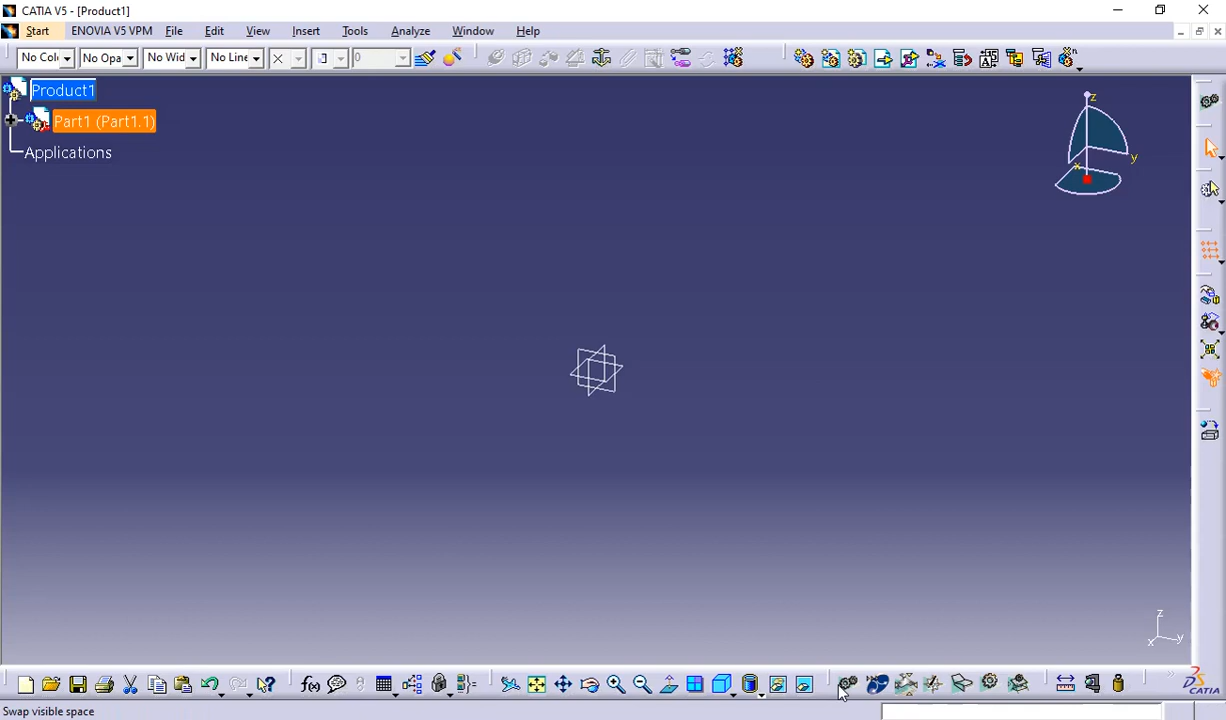 CATIA V5 - [Product1]
Start ENOVIA V5 VPM File Edit View Insert Tools Analyze Window Help
No Col No Opa No Wid No Line 0
Product1
Part1 (Part1.1)
Applications
z
y
x
z
y
x
f(x)
CATIA
Swap visible space